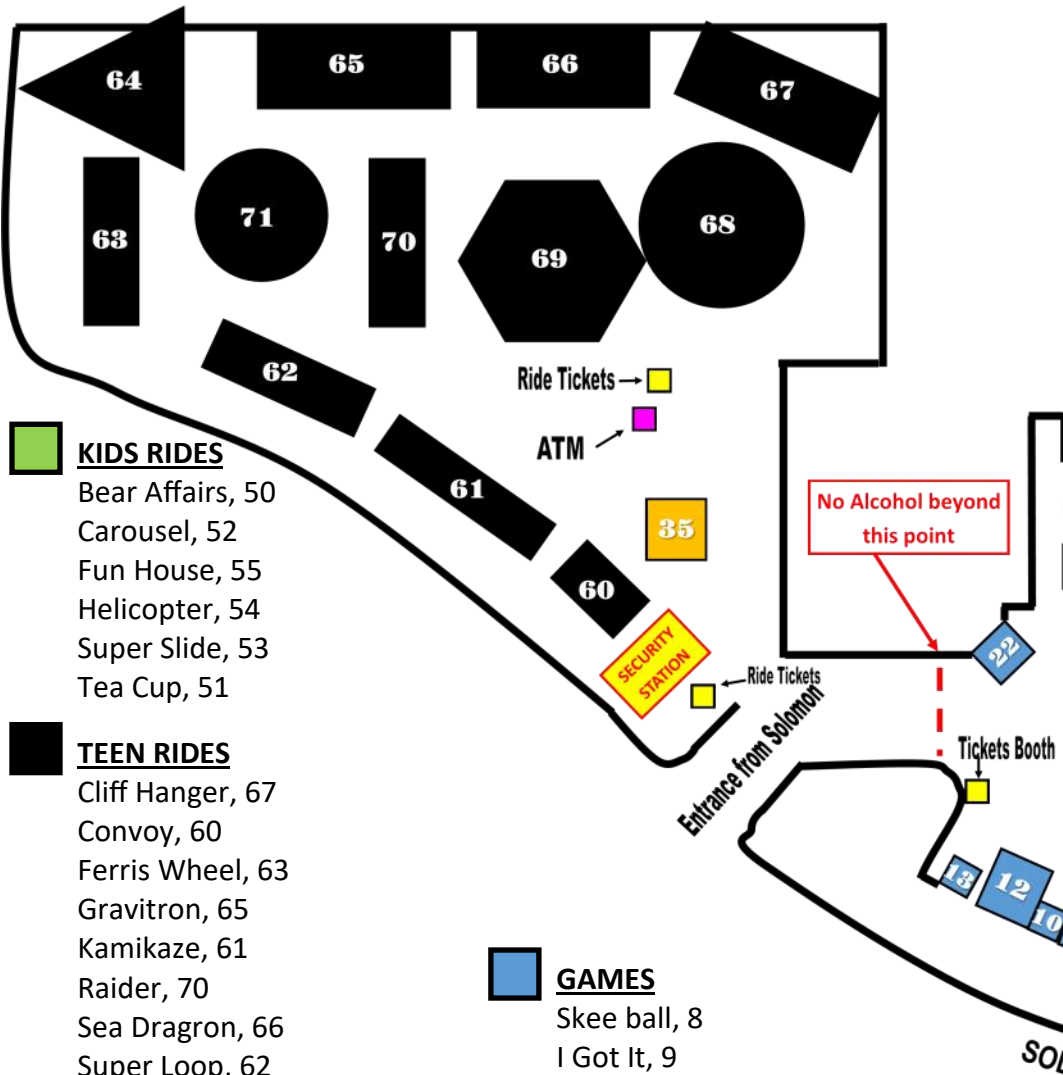 64
65
66
67
63
71
70
69
68
62
Ride Tickets
ATM
61
35
60
SECURITY
STATION
Ride Tickets
Entrance from Solomon
No Alcohol beyond
this point
22
Tickets Booth
13
12
10
KIDS RIDES
Bear Affairs, 50
Carousel, 52
Fun House, 55
Helicopter, 54
Super Slide, 53
Tea Cup, 51
TEEN RIDES
Cliff Hanger, 67
Convoy, 60
Ferris Wheel, 63
Gravitron, 65
Kamikaze, 61
Raider, 70
Sea Dragron, 66
Super Loop, 62
GAMES
Skee ball, 8
I Got It, 9